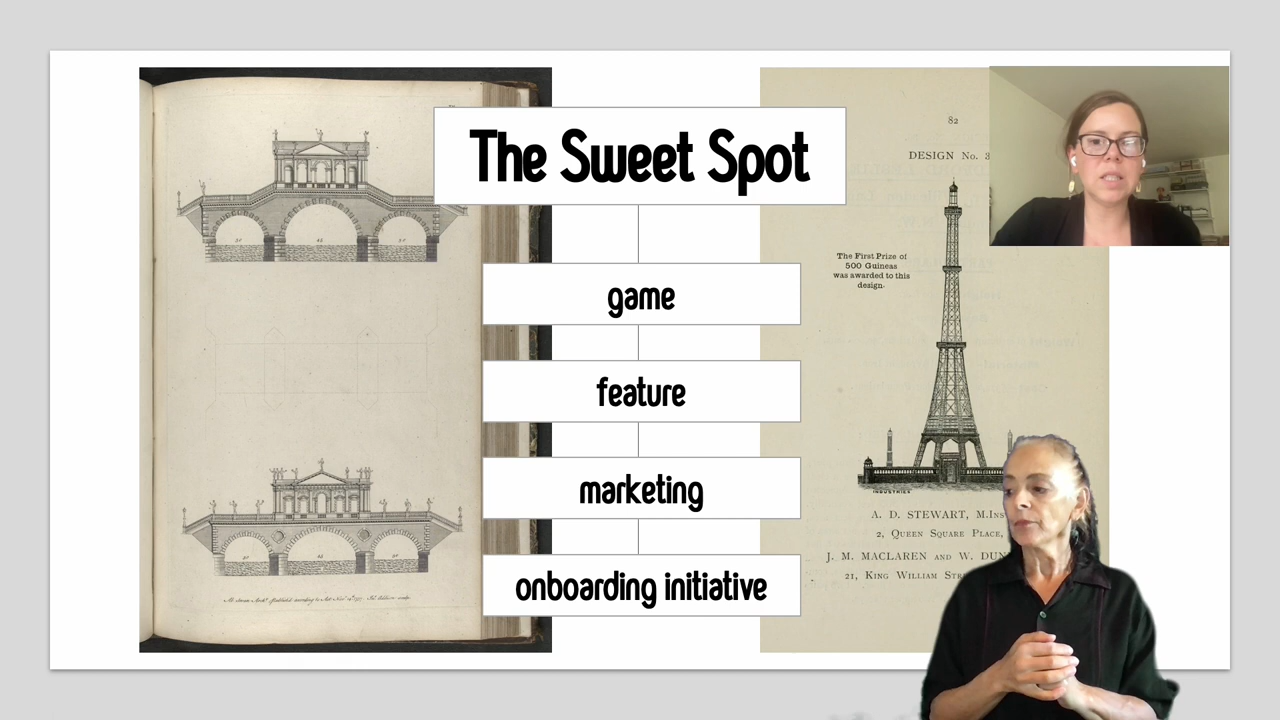 The Sweet Spot
game
feature
marketing
onboarding initiative
82
DESIGN No. 3
The First Prize of
500 Guineas
was awarded to this
design.
INDUSTRIES
A. D. STEWART, M.Ins
2, Queen Square Place,
J. M. MACLAREN and W. DUN
21, King William Str